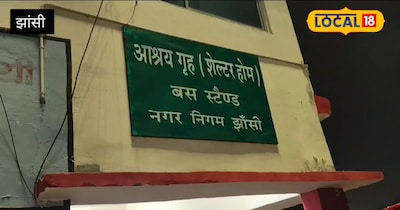 झांसी
LOCAL 18
आश्रय गृह ( शेल्टर होम )
बस स्टैण्ड
नगर निगम झाँसी